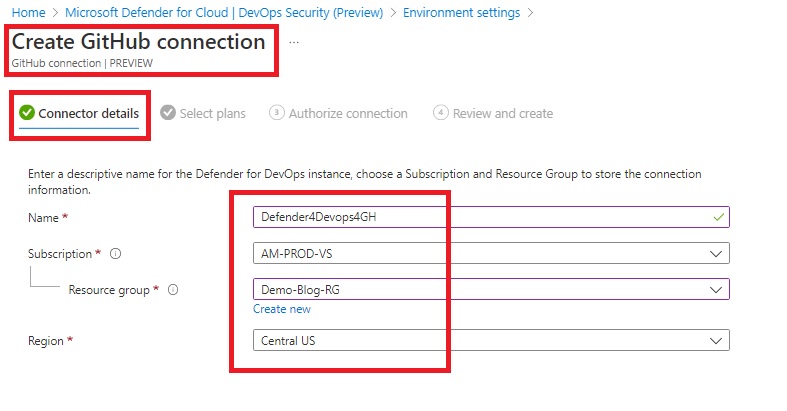 Home > Microsoft Defender for Cloud | DevOps Security (Preview) > Environment settings >
Create GitHub connection ...
GitHub connection | PREVIEW
Connector details
Select plans
3 Authorize connection
4 Review and create
Enter a descriptive name for the Defender for DevOps instance, choose a Subscription and Resource Group to store the connection
information.
Name * Defender4Devops4GH
Subscription * AM-PROD-VS
Resource group * Demo-Blog-RG
Create new
Region * Central US